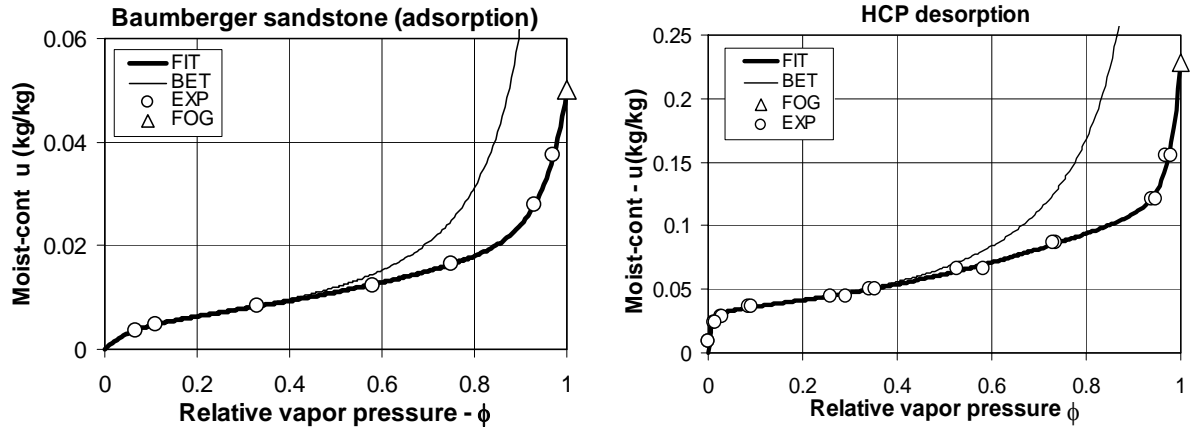 Baumberger sandstone (adsorption)
0.06
0.04
0.02
0
Moist-cont u (kg/kg)
FIT
BET
EXP
FOG
0 0.2 0.4 0.6 0.8 1
Relative vapor pressure - ϕ
HCP desorption
0.25
0.2
0.15
0.1
0.05
0
Moist-cont - u(kg/kg)
FIT
BET
FOG
EXP
0 0.2 0.4 0.6 0.8 1
Relative vapor pressure ϕ